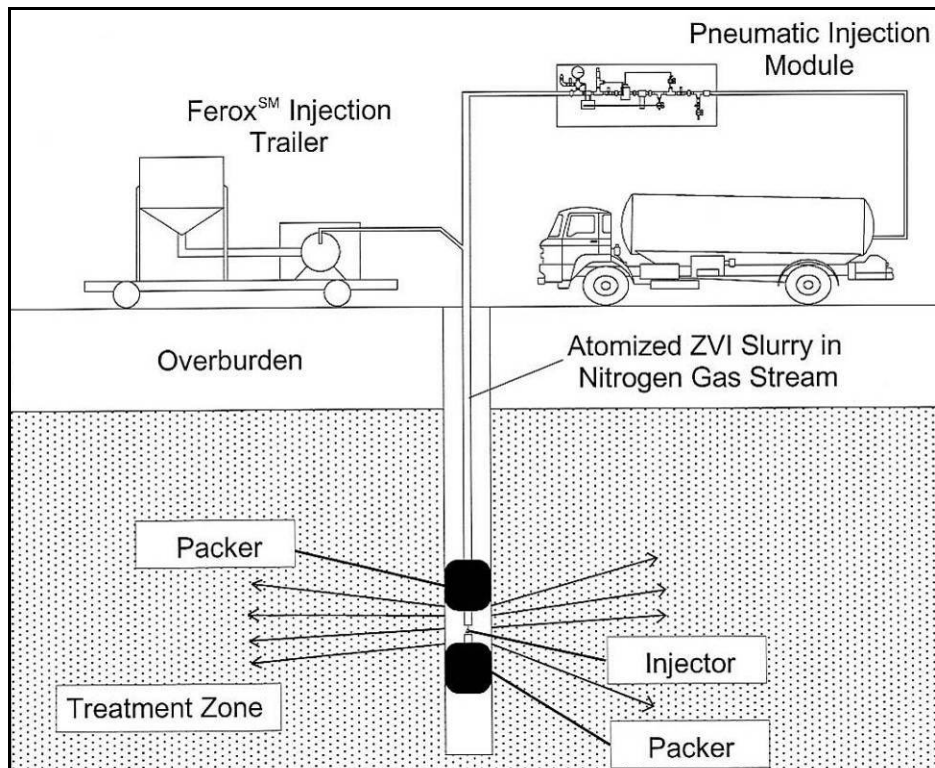 Pneumatic Injection
Module
Ferox℠ Injection
Trailer
Overburden
Atomized ZVI Slurry in
Nitrogen Gas Stream
Packer
Injector
Treatment Zone
Packer